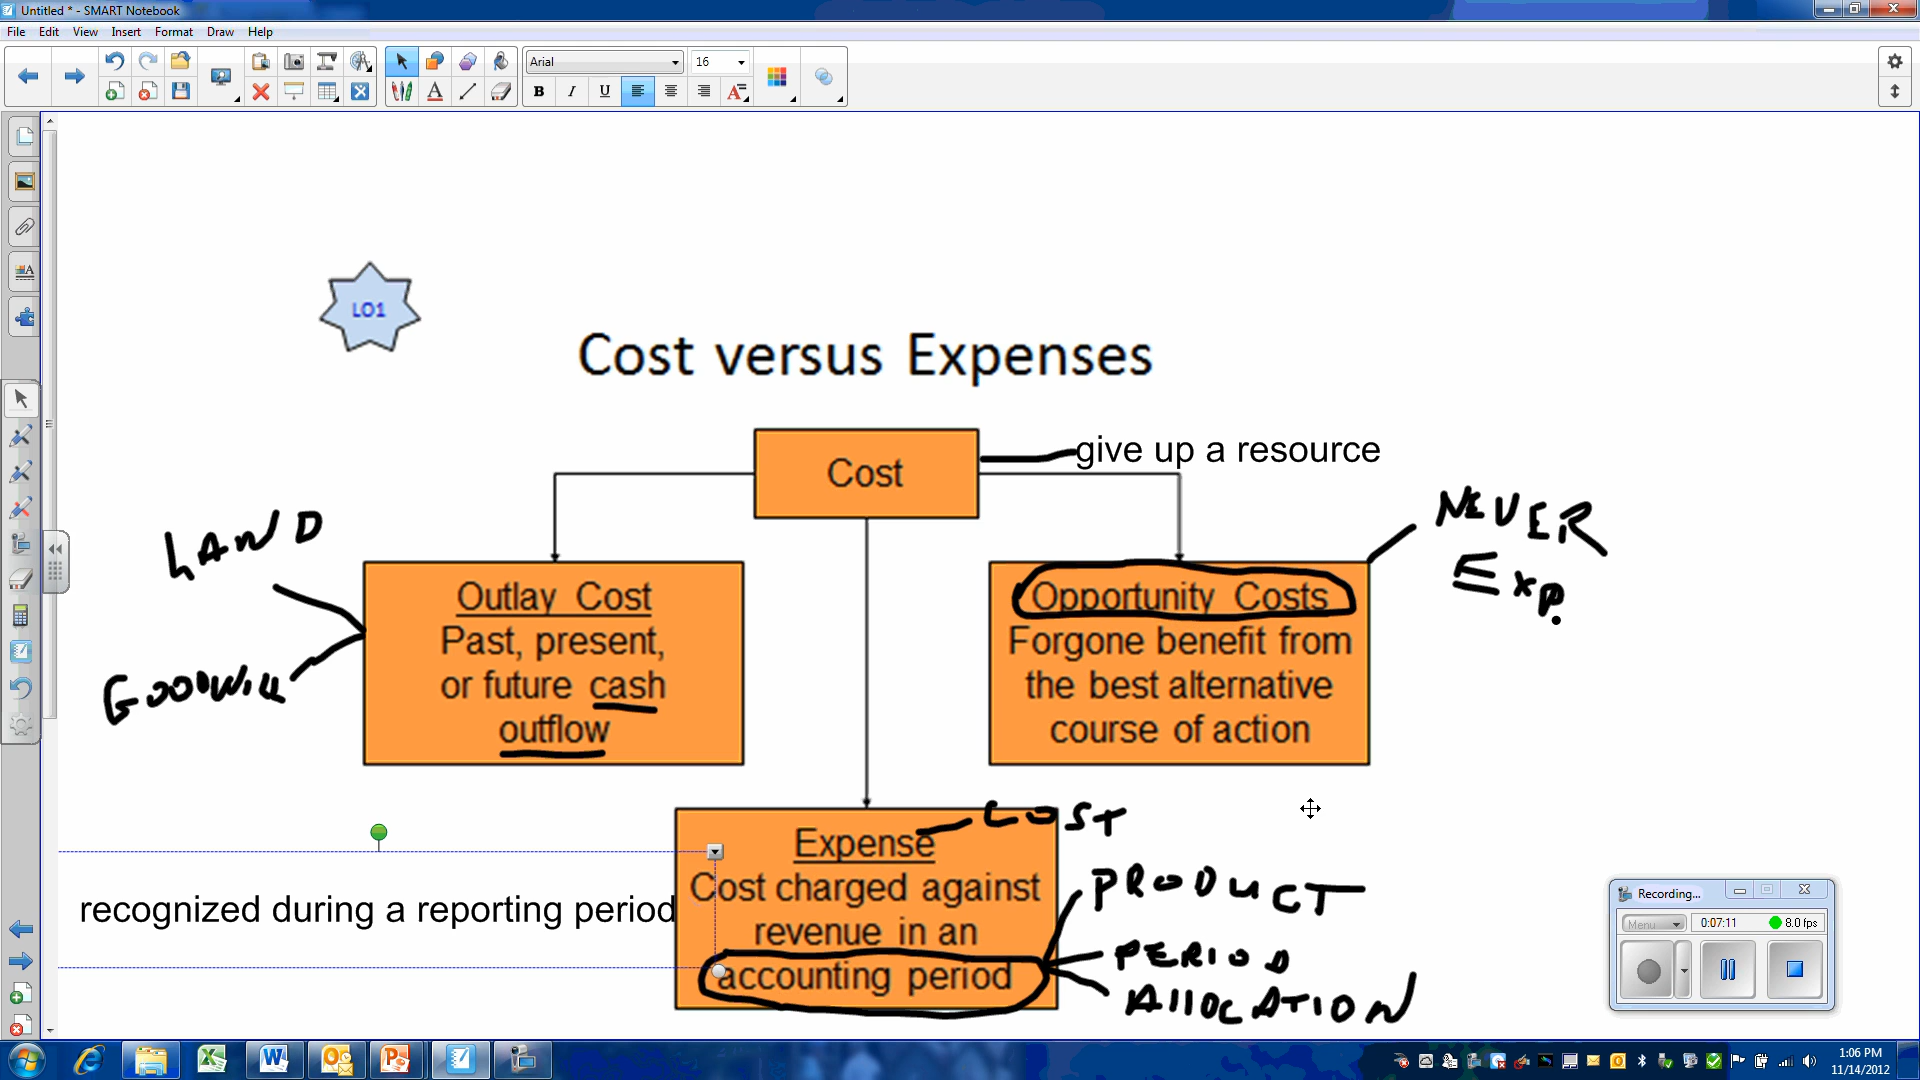 Untitled * - SMART Notebook
File Edit View Insert Format Draw Help
Arial 16
B I U
LO1
Cost versus Expenses
Cost
give up a resource
LAND
GOODWILL
Outlay Cost
Past, present,
or future cash
outflow
Opportunity Costs
Forgone benefit from
the best alternative
course of action
NEVER
EXP.
Expense
Cost charged against
revenue in an
accounting period
COST
PRODUCT
PERIOD
ALLOCATION
recognized during a reporting period
Recording...
Menu 0:07:11 8.0 fps
1:06 PM
11/14/2012